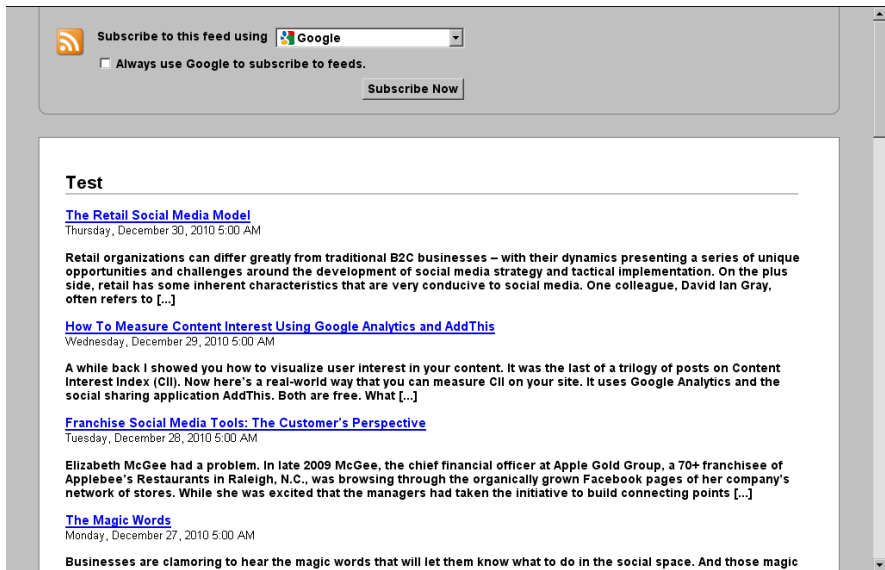 Subscribe to this feed using Google
Always use Google to subscribe to feeds.
Subscribe Now
Test
The Retail Social Media Model
Thursday, December 30, 2010 5:00 AM
Retail organizations can differ greatly from traditional B2C businesses – with their dynamics presenting a series of unique
opportunities and challenges around the development of social media strategy and tactical implementation. On the plus
side, retail has some inherent characteristics that are very conducive to social media. One colleague, David Ian Gray,
often refers to [...]
How To Measure Content Interest Using Google Analytics and AddThis
Wednesday, December 29, 2010 5:00 AM
A while back I showed you how to visualize user interest in your content. It was the last of a trilogy of posts on Content
Interest Index (CII). Now here’s a real-world way that you can measure CII on your site. It uses Google Analytics and the
social sharing application AddThis. Both are free. What [...]
Franchise Social Media Tools: The Customer’s Perspective
Tuesday, December 28, 2010 5:00 AM
Elizabeth McGee had a problem. In late 2009 McGee, the chief financial officer at Apple Gold Group, a 70+ franchisee of
Applebee’s Restaurants in Raleigh, N.C., was browsing through the organically grown Facebook pages of her company’s
network of stores. While she was excited that the managers had taken the initiative to build connecting points [...]
The Magic Words
Monday, December 27, 2010 5:00 AM
Businesses are clamoring to hear the magic words that will let them know what to do in the social space. And those magic